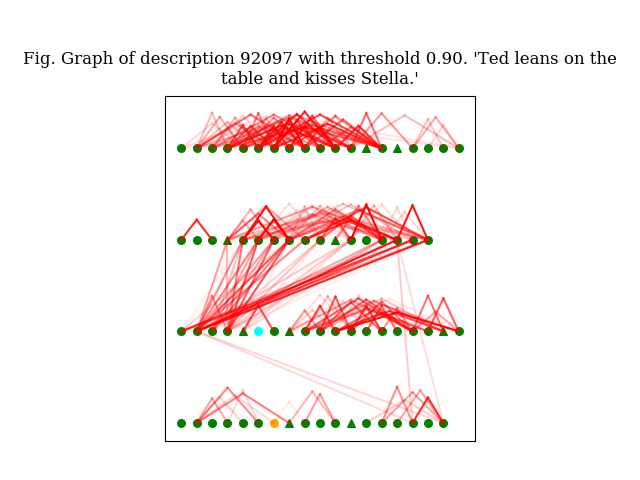 Fig. Graph of description 92097 with threshold 0.90. 'Ted leans on the
table and kisses Stella.'